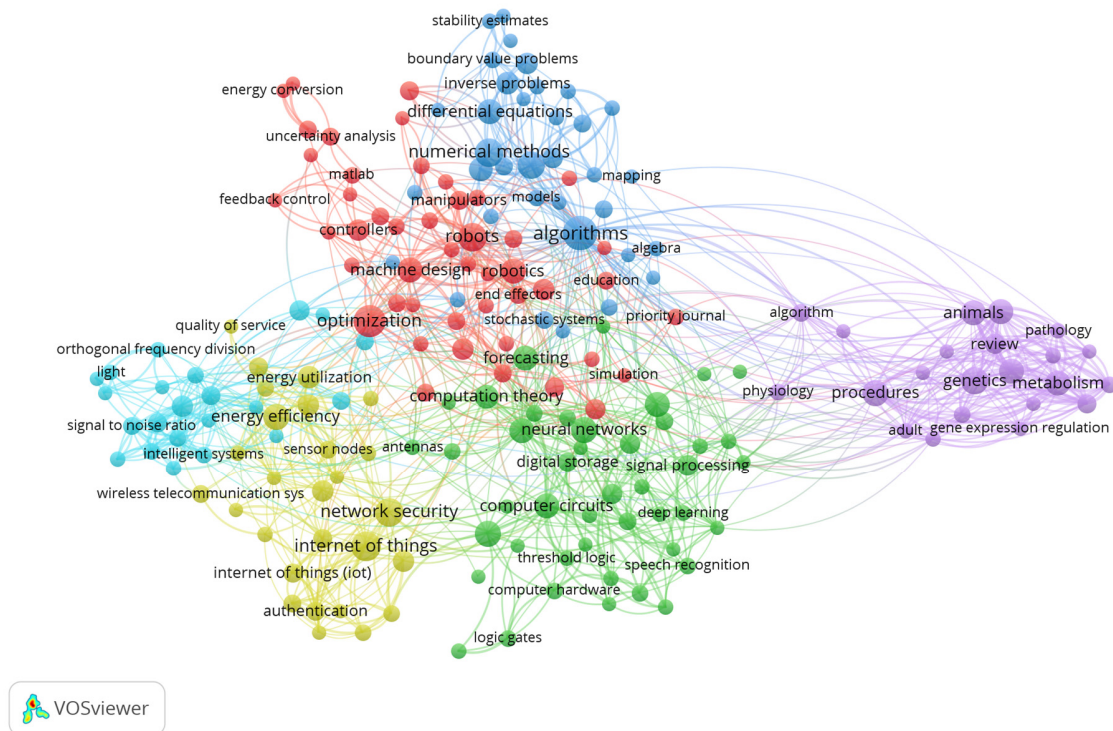 stability estimates
boundary value problems
inverse problems
energy conversion
differential equations
uncertainty analysis
numerical methods
matlab
mapping
feedback control
manipulators
models
controllers
robots
algorithms
algebra
machine design
robotics
education
end effectors
algorithm
animals
optimization
stochastic systems
priority journal
quality of service
pathology
review
orthogonal frequency division
forecasting
light
energy utilization
simulation
physiology
procedures
genetics
metabolism
computation theory
energy efficiency
signal to noise ratio
neural networks
adult
gene expression regulation
intelligent systems
sensor nodes
antennas
digital storage
signal processing
wireless telecommunication sys
network security
computer circuits
deep learning
internet of things
threshold logic
speech recognition
internet of things (iot)
computer hardware
authentication
logic gates
VOSviewer